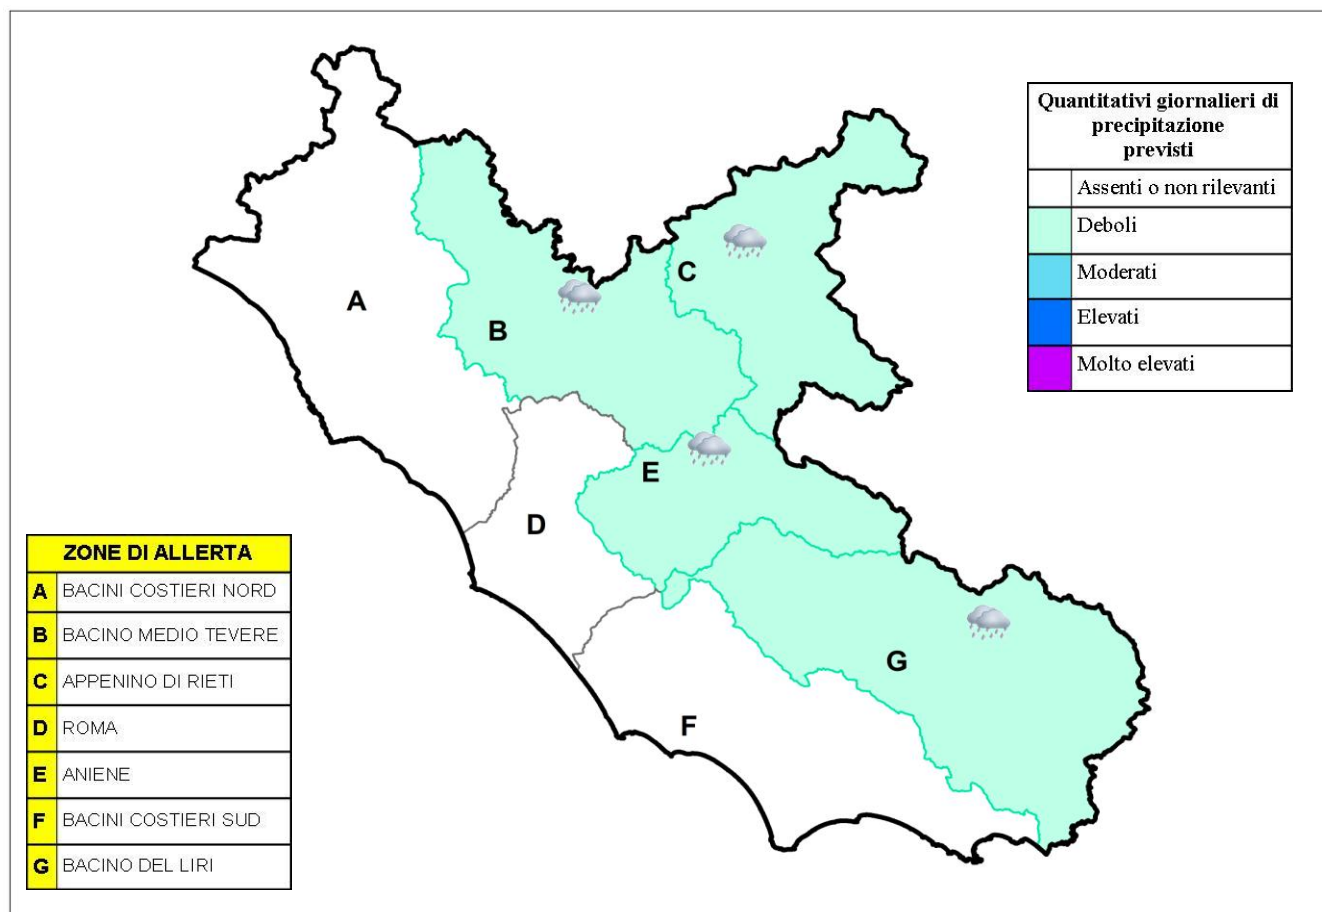 Quantitativi giornalieri di
precipitazione
previsti
Assenti o non rilevanti
Deboli
Moderati
Elevati
Molto elevati
A
B
C
D
E
F
G
ZONE DI ALLERTA
A BACINI COSTIERI NORD
B BACINO MEDIO TEVERE
C APPENINO DI RIETI
D ROMA
E ANIENE
F BACINI COSTIERI SUD
G BACINO DEL LIRI